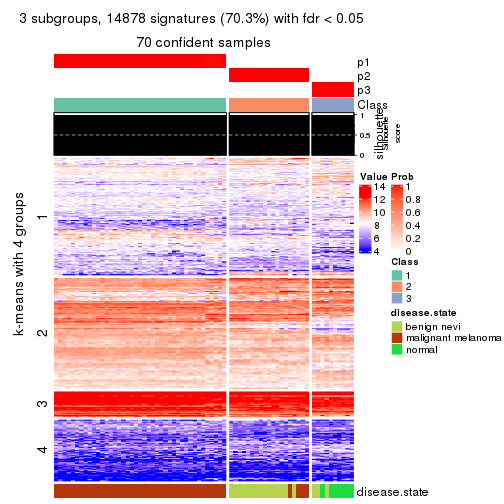 3 subgroups, 14878 signatures (70.3%) with fdr < 0.05
70 confident samples
p1
p2
p3
Class
1
0.5
0
silhouette
Silhouette
score
k-means with 4 groups
1
2
3
4
disease.state
Value
14
12
10
8
6
4
Prob
1
0.8
0.6
0.4
0.2
0
Class
1
2
3
disease.state
benign nevi
malignant melanoma
normal